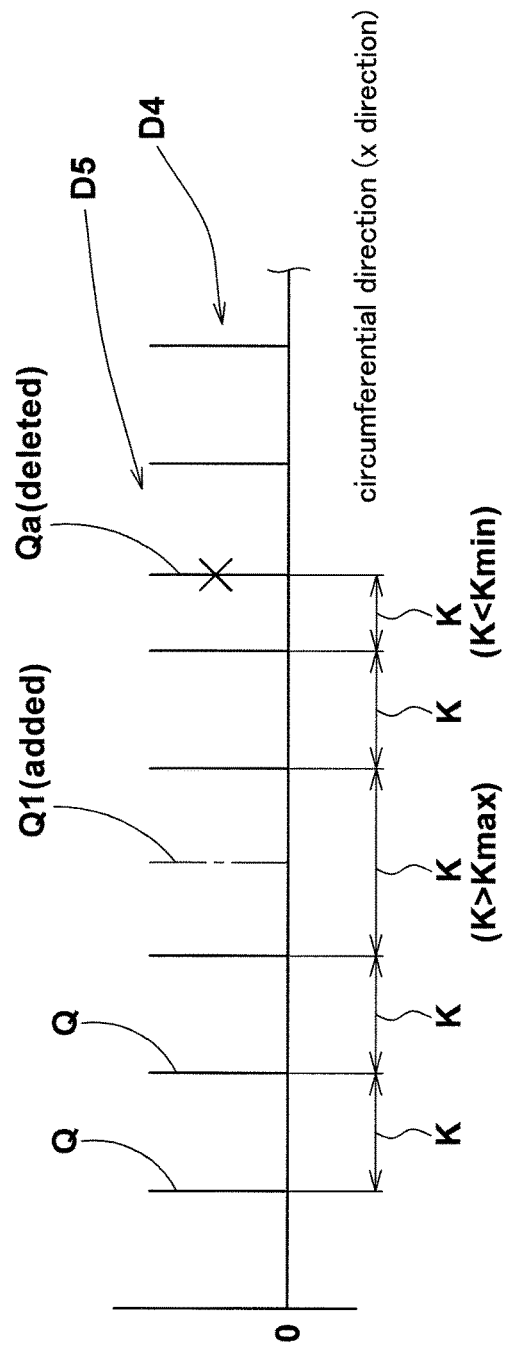 Q
Q
Q1(added)
Qa(deleted)
D5
D4
0
circumferential direction (x direction)
K
K
K
(K>Kmax)
K
K
(K<Kmin)